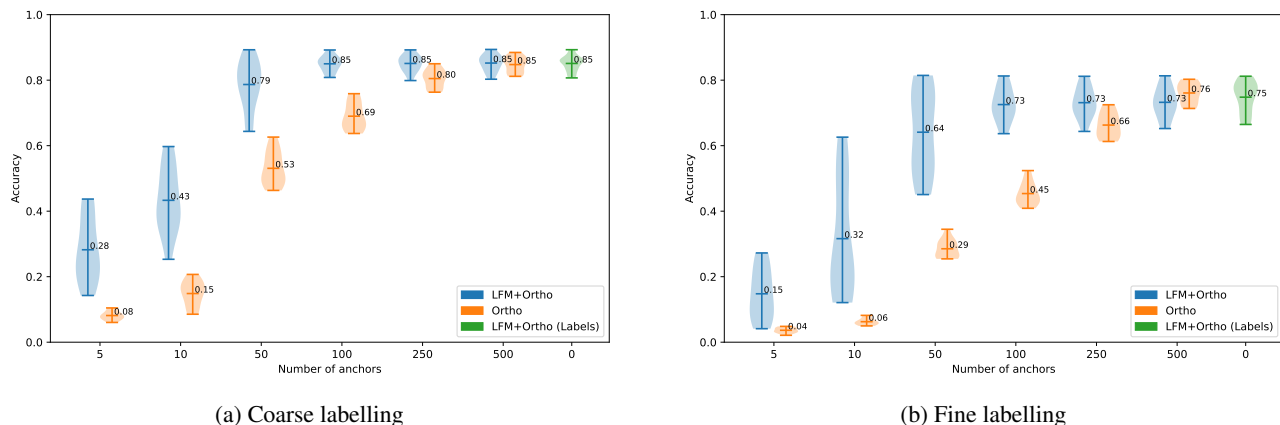 1.0
0.8
0.6
0.4
0.2
0.0
Accuracy
0.28
0.08
0.43
0.15
0.79
0.53
0.85
0.69
0.85
0.80
0.85
0.85
0.85
LFM+Ortho
Ortho
LFM+Ortho (Labels)
5 10 50 100 250 500 0
Number of anchors
(a) Coarse labelling
1.0
0.8
0.6
0.4
0.2
0.0
Accuracy
0.15
0.04
0.32
0.06
0.64
0.29
0.73
0.45
0.73
0.66
0.73
0.76
0.75
LFM+Ortho
Ortho
LFM+Ortho (Labels)
5 10 50 100 250 500 0
Number of anchors
(b) Fine labelling